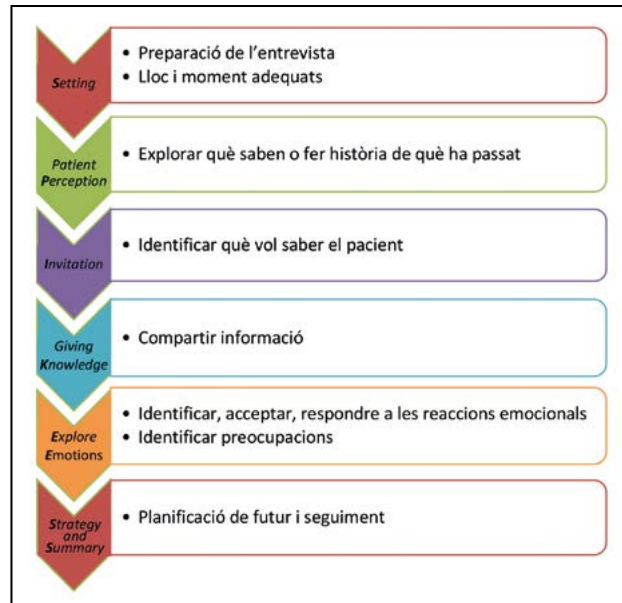 Setting
• Preparació de l’entrevista
• Lloc i moment adequats
Patient
Perception
• Explorar què saben o fer història de què ha passat
Invitation
• Identificar què vol saber el pacient
Giving
Knowledge
• Compartir informació
Explore
Emotions
• Identificar, acceptar, respondre a les reaccions emocionals
• Identificar preocupacions
Strategy
and
Summary
• Planificació de futur i seguiment